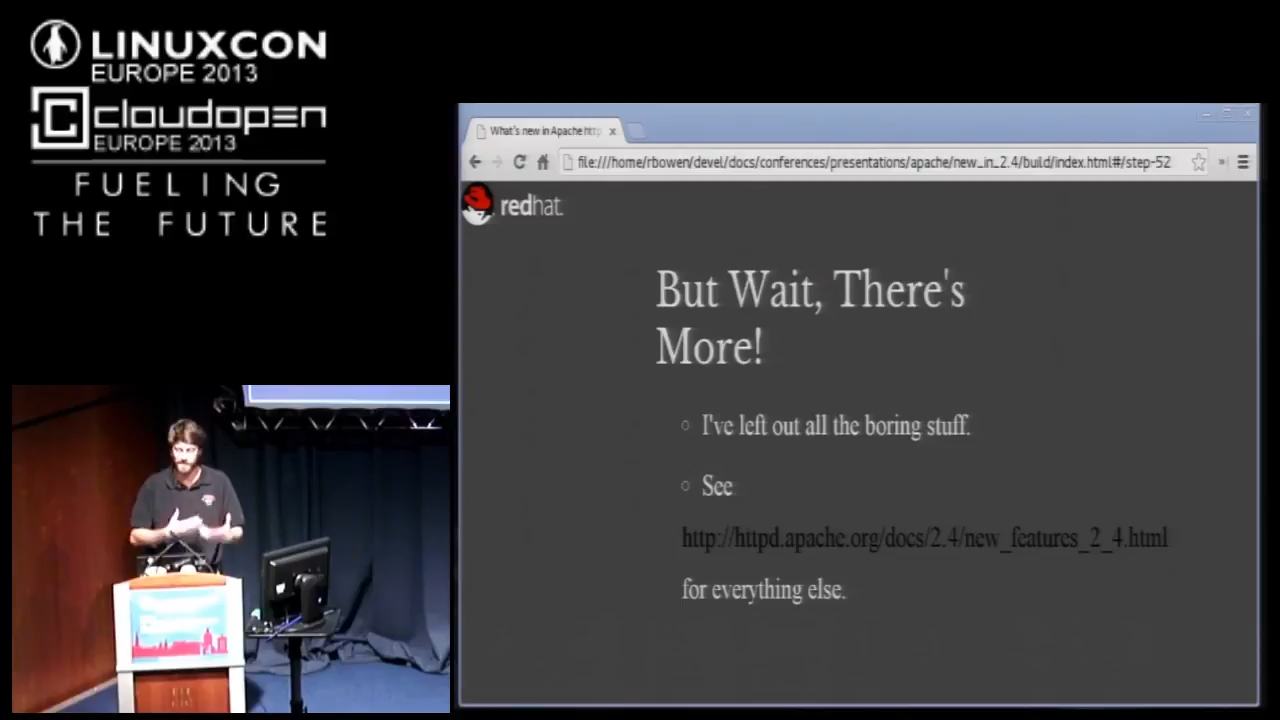 LINUXCON
EUROPE 2013
cloudopen
EUROPE 2013
FUELING
THE FUTURE
What's new in Apache http
file:///home/rbowen/devel/docs/conferences/presentations/apache/new_in_2.4/build/index.html#/step-52
redhat.
But Wait, There's
More!
I've left out all the boring stuff.
See
http://httpd.apache.org/docs/2.4/new_features_2_4.html
for everything else.